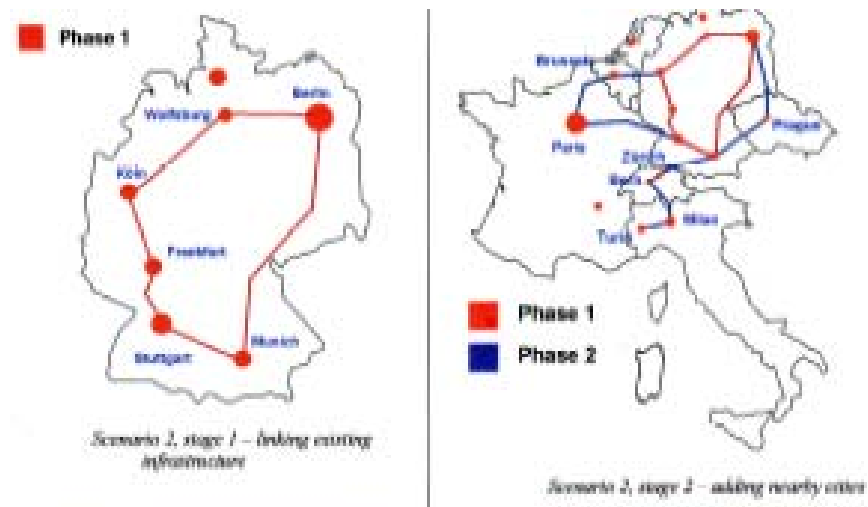 Phase 1
Berlin
Wolfsburg
Köln
Frankfurt
Stuttgart
Munich
Scenario 2, stage 1 – linking existing
infrastructure
Brussels
Paris
Prague
Zürich
Bern
Milan
Turin
Phase 1
Phase 2
Scenario 2, stage 2 – adding nearby cities